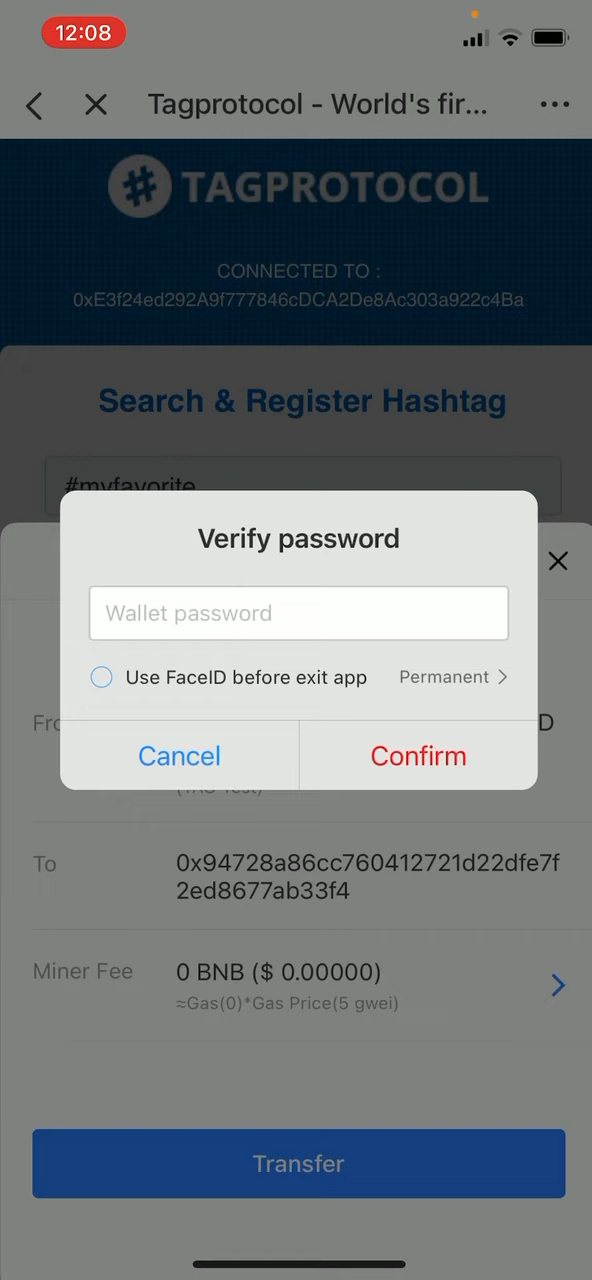 12:08
Tagprotocol - World's fir...
# TAGPROTOCOL
CONNECTED TO :
0xE3f24ed292A9f777846cDCA2De8Ac303a922c4Ba
Search & Register Hashtag
#myfavorite
Verify password
Wallet password
Use FaceID before exit app
Permanent
Cancel
Confirm
To
0x94728a86cc760412721d22dfe7f
2ed8677ab33f4
Miner Fee
0 BNB ($ 0.00000)
≈Gas(0)*Gas Price(5 gwei)
Transfer